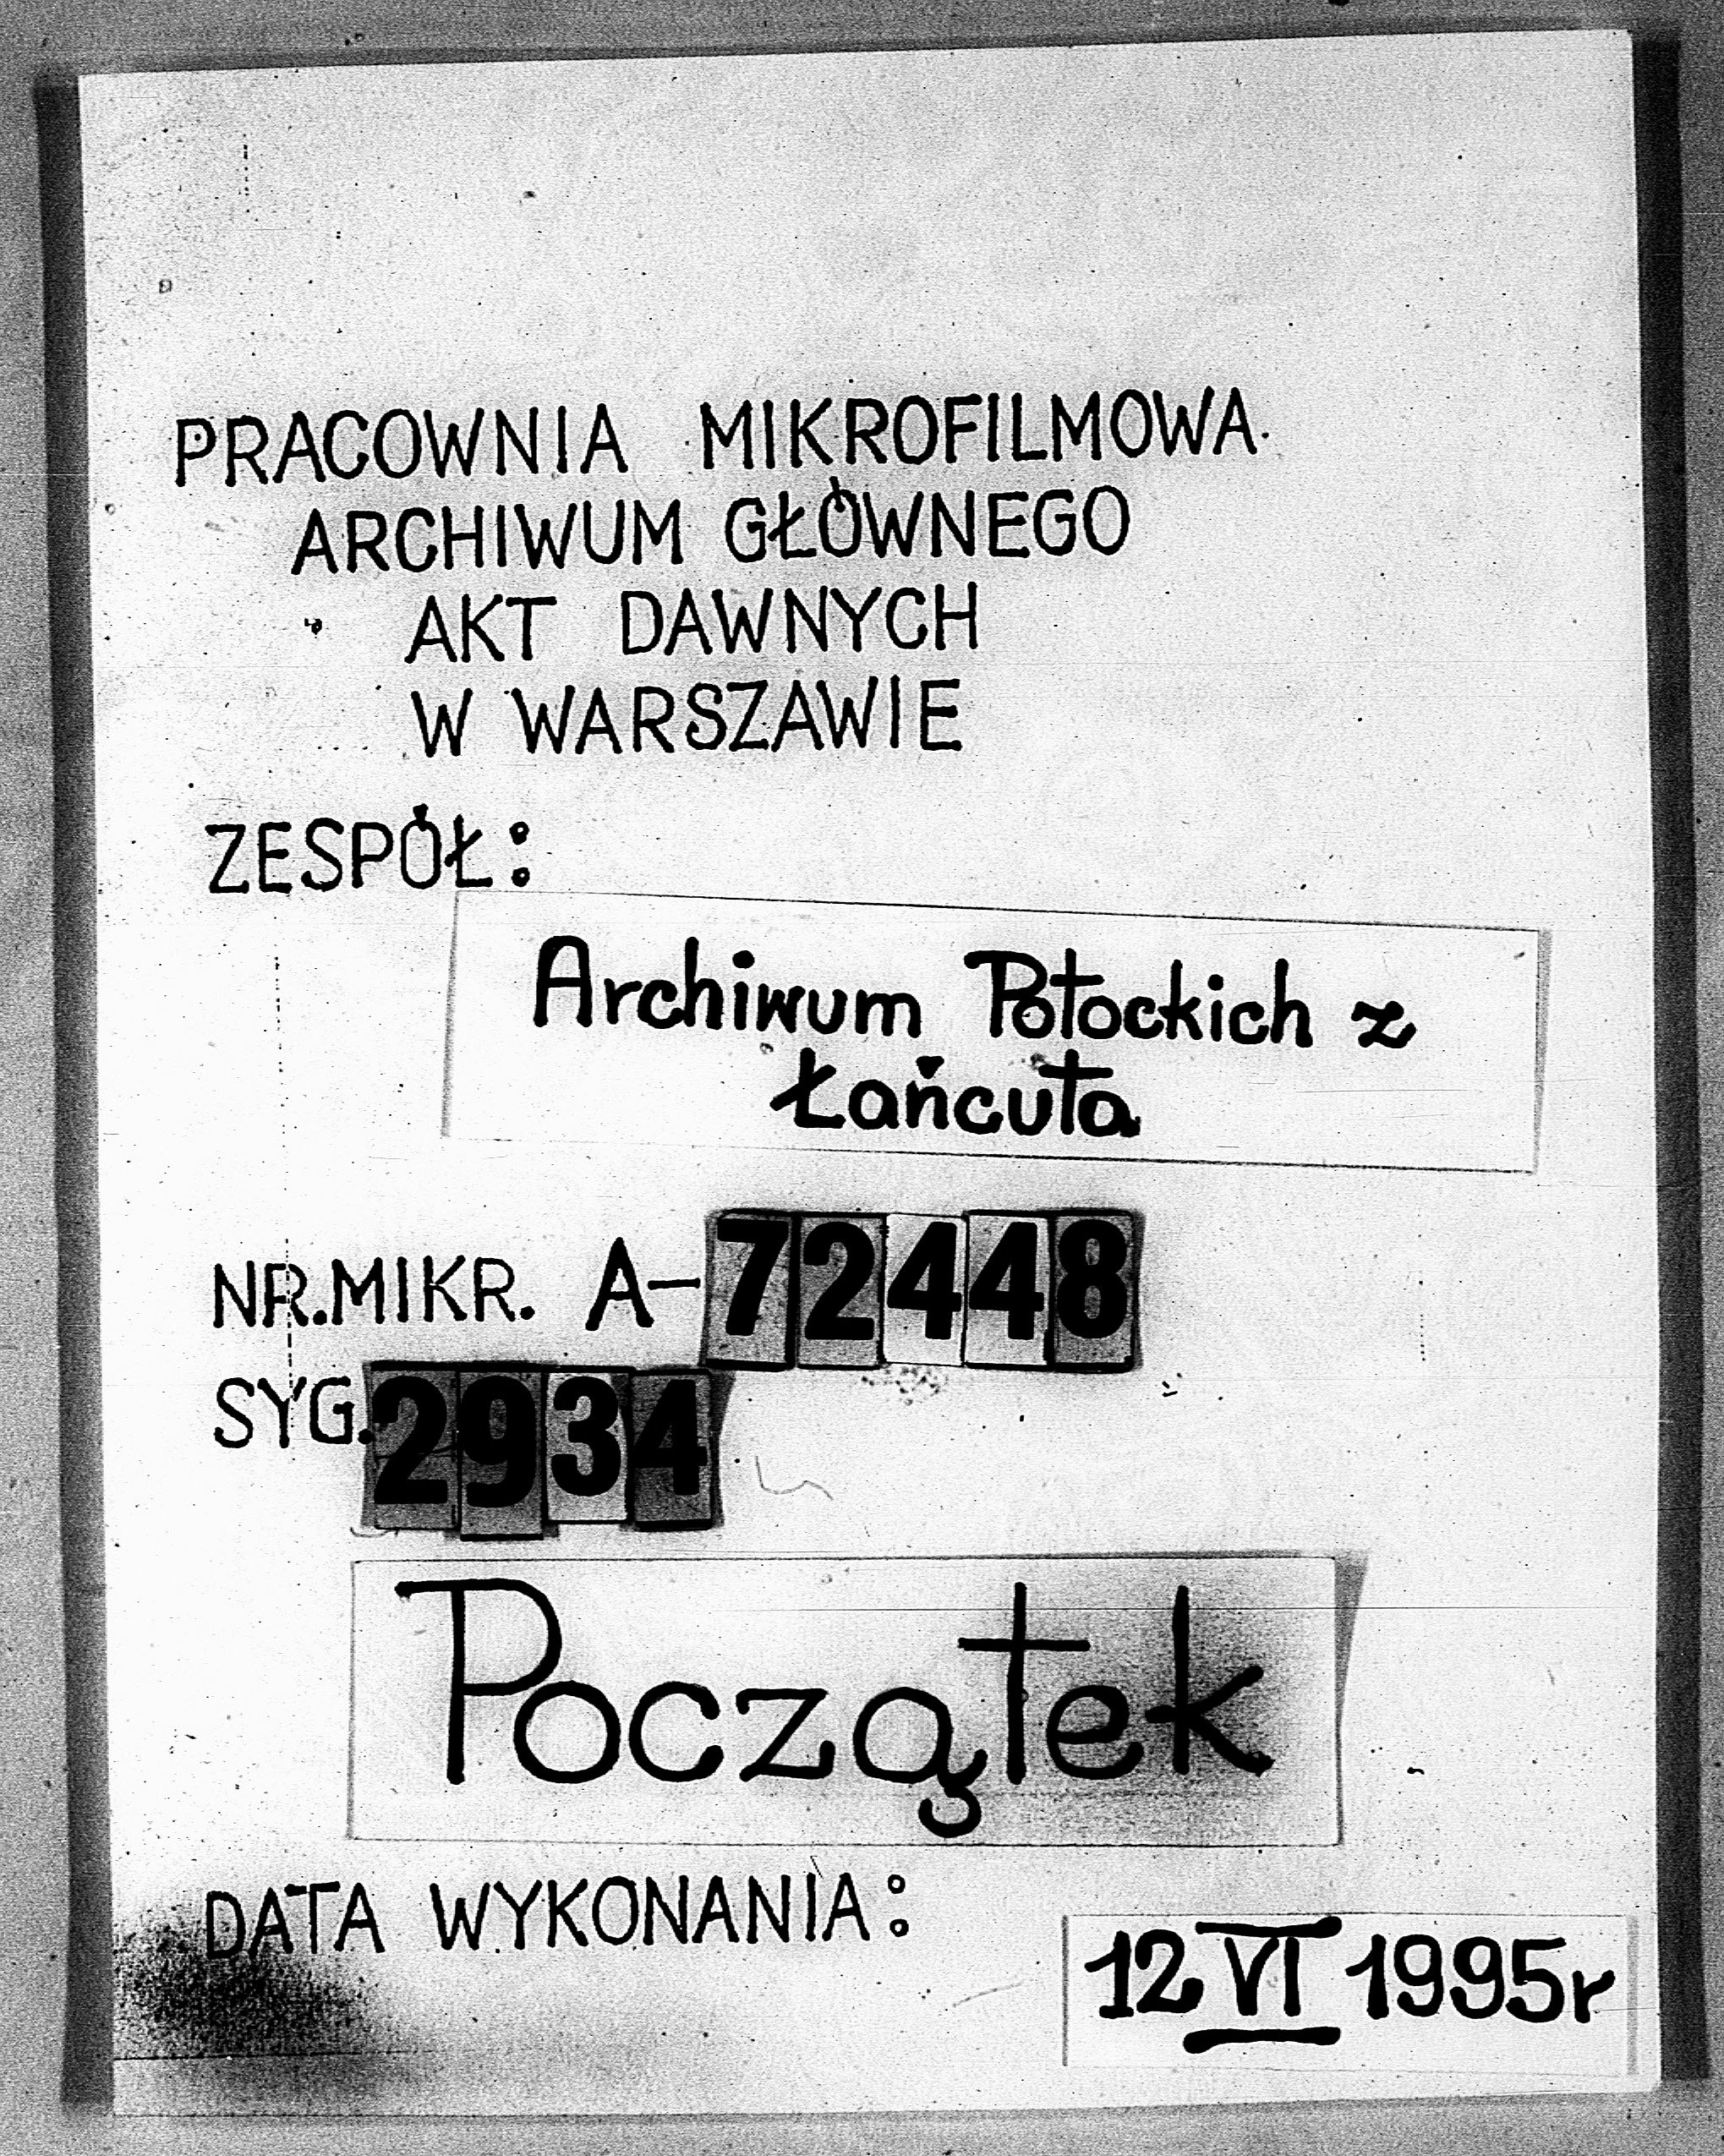 PRACOWNIA MIKROFILMOWA
ARCHIWUM GŁÓWNEGO
AKT DAWNYCH
W WARSZAWIE
ZESPÓŁ:
Archiwum Potockich z
Łańcuta
NR.MIKR. A-72448
SYG.2934
Początek
DATA WYKONANIA:
12 VI 1995r